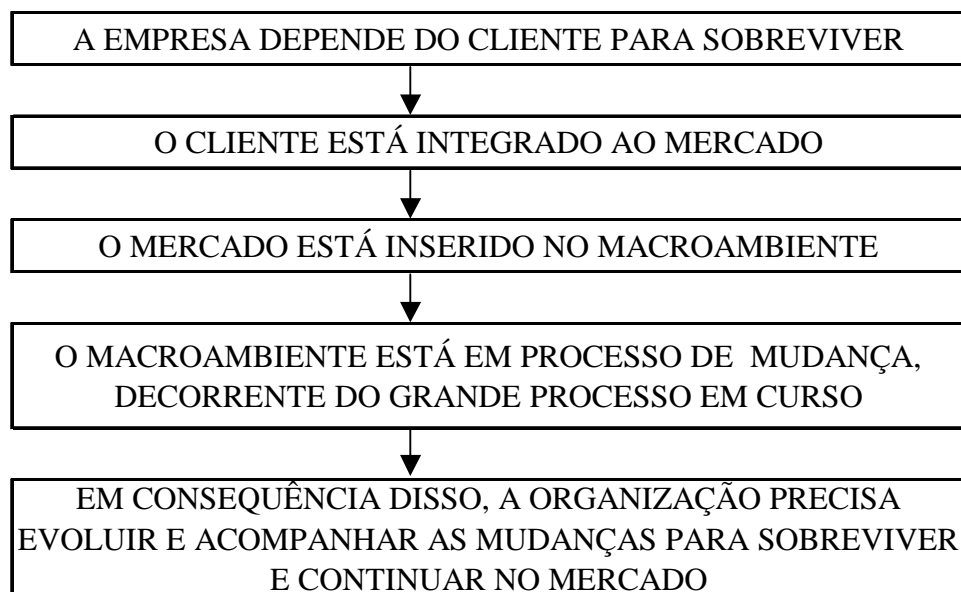 A EMPRESA DEPENDE DO CLIENTE PARA SOBREVIVER
O CLIENTE ESTÁ INTEGRADO AO MERCADO
O MERCADO ESTÁ INSERIDO NO MACROAMBIENTE
O MACROAMBIENTE ESTÁ EM PROCESSO DE MUDANÇA,
DECORRENTE DO GRANDE PROCESSO EM CURSO
EM CONSEQUÊNCIA DISSO, A ORGANIZAÇÃO PRECISA
EVOLUIR E ACOMPANHAR AS MUDANÇAS PARA SOBREVIVER
E CONTINUAR NO MERCADO